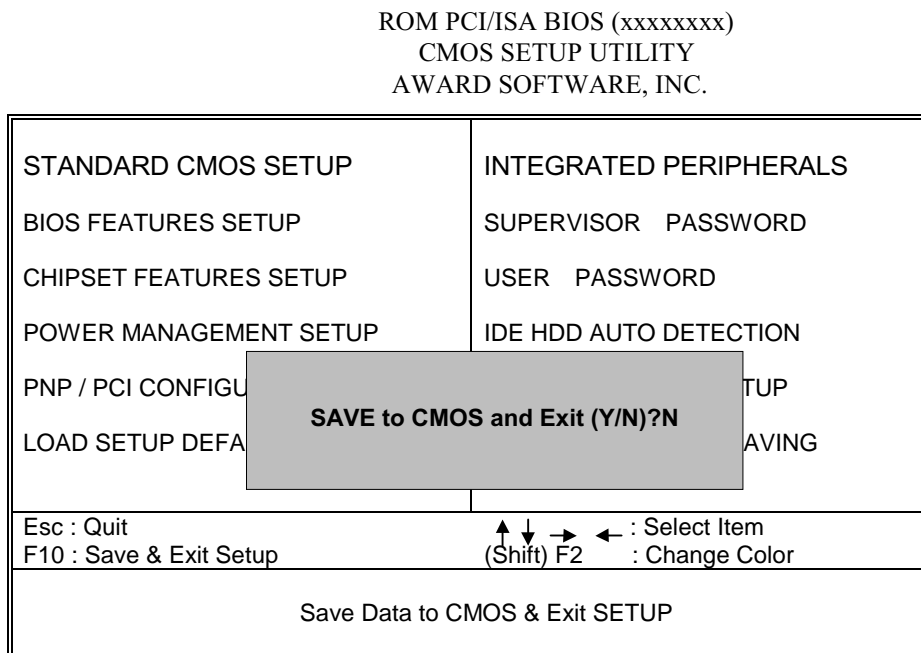 ROM PCI/ISA BIOS (xxxxxxxx)
CMOS SETUP UTILITY
AWARD SOFTWARE, INC.
STANDARD CMOS SETUP
BIOS FEATURES SETUP
CHIPSET FEATURES SETUP
POWER MANAGEMENT SETUP
PNP / PCI CONFIGU
LOAD SETUP DEFA
INTEGRATED PERIPHERALS
SUPERVISOR PASSWORD
USER PASSWORD
IDE HDD AUTO DETECTION
TUP
AVING
SAVE to CMOS and Exit (Y/N)?N
Esc : Quit
F10 : Save & Exit Setup
↑ ↓ → ← : Select Item
(Shift) F2 : Change Color
Save Data to CMOS & Exit SETUP